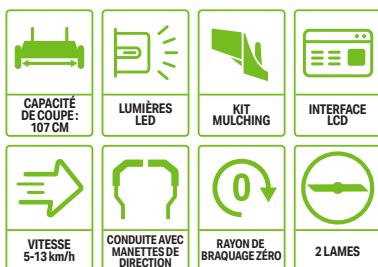 CAPACITÉ
DE COUPE :
107 CM
LUMIÈRES
LED
KIT
MULCHING
INTERFACE
LCD
VITESSE
5-13 km/h
CONDUITE AVEC
MANETTES DE
DIRECTION
0
RAYON DE
BRAQUAGE ZÉRO
2 LAMES